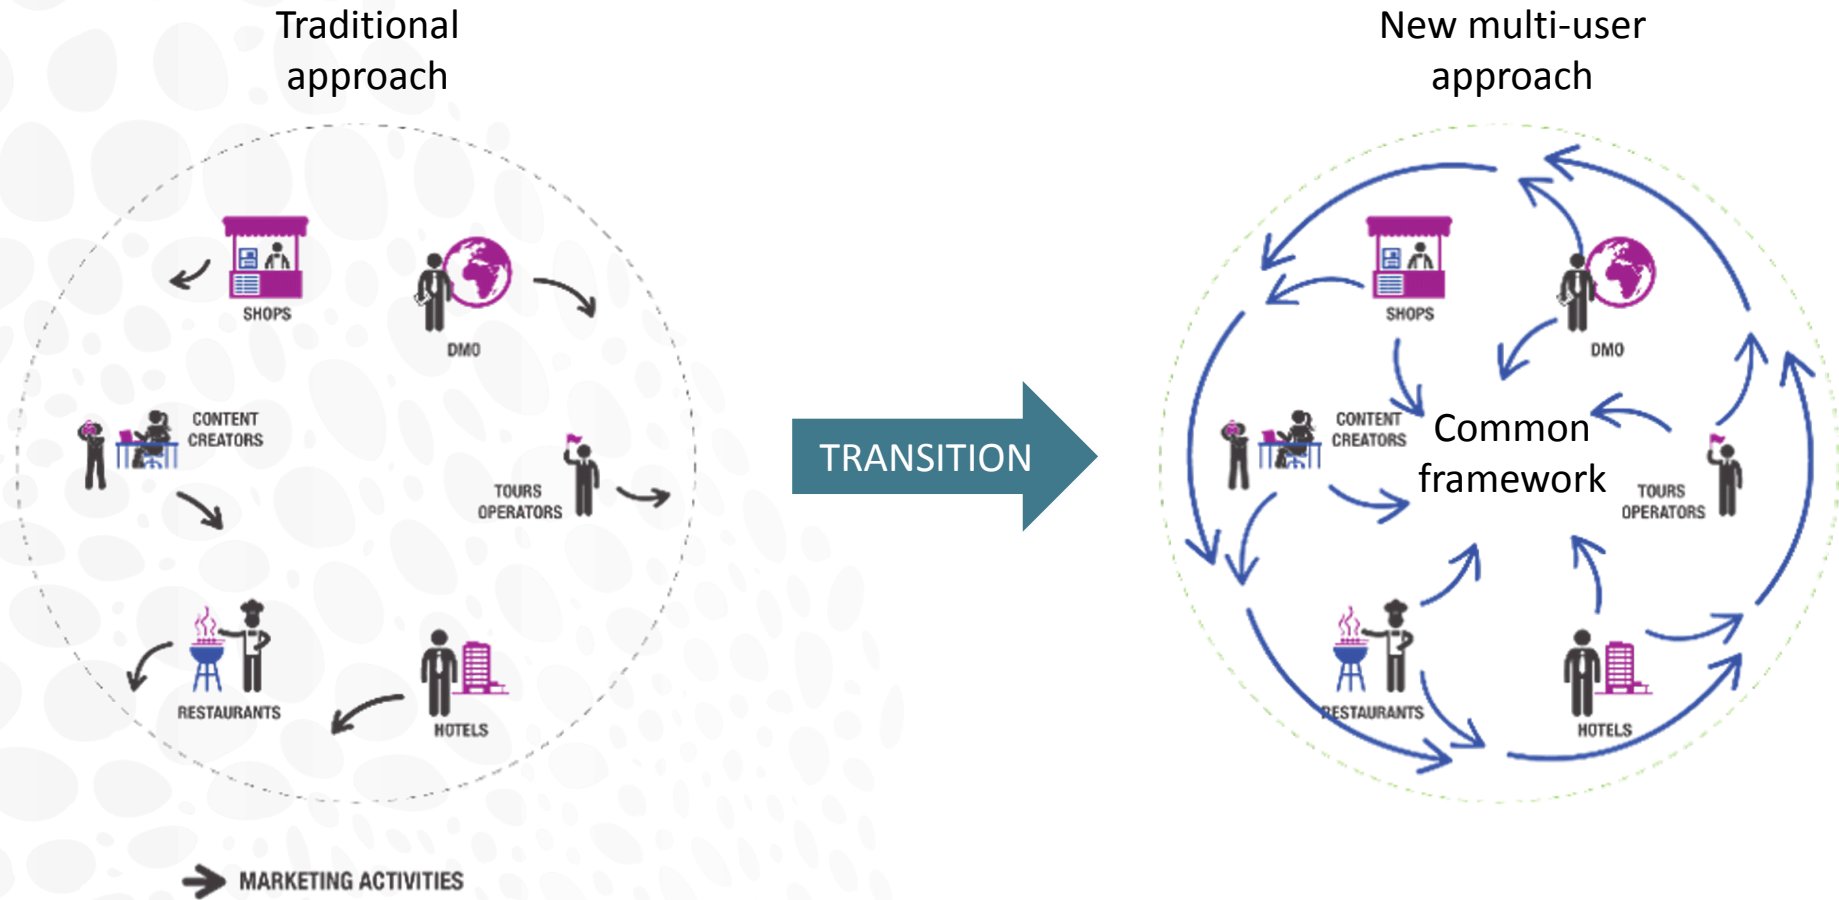 Traditional
approach
SHOPS
DMO
CONTENT
CREATORS
TOURS
OPERATORS
RESTAURANTS
HOTELS
MARKETING ACTIVITIES
TRANSITION
New multi-user
approach
SHOPS
DMO
CONTENT
CREATORS
Common
framework
TOURS
OPERATORS
RESTAURANTS
HOTELS